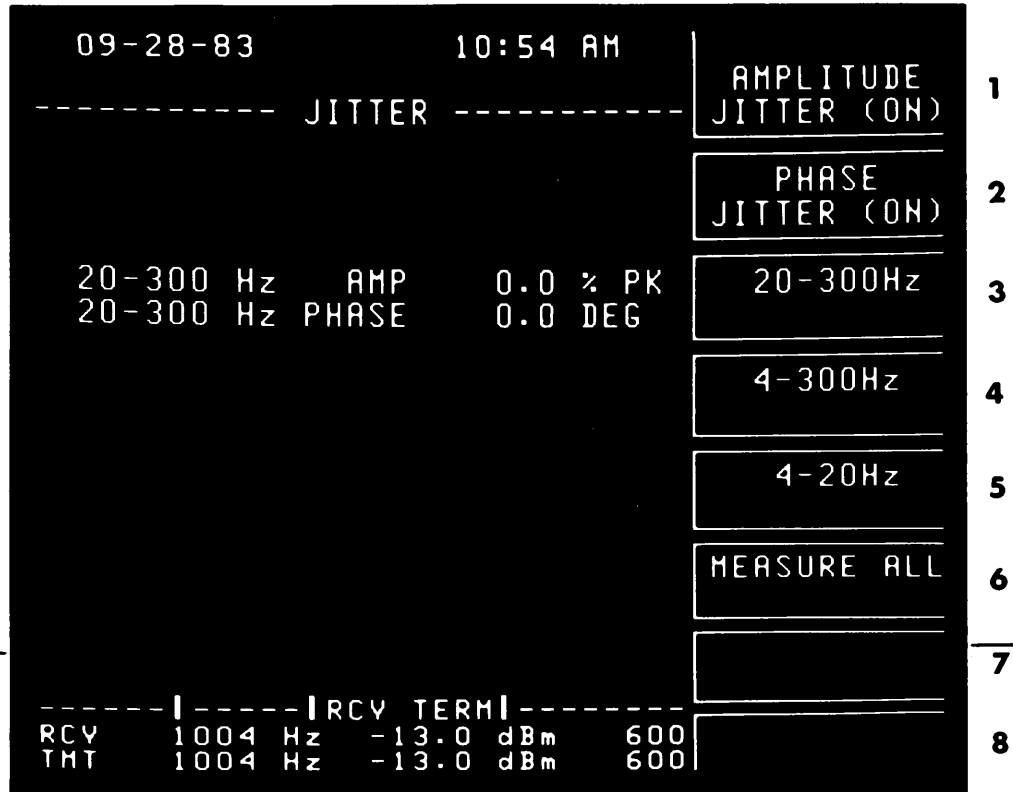 09-28-83 10:54 AM
----------- JITTER -----------
20-300 Hz AMP 0.0 % PK
20-300 Hz PHASE 0.0 DEG
------|-----|RCV TERM|--------
RCV 1004 Hz -13.0 dBm 600
TMT 1004 Hz -13.0 dBm 600
AMPLITUDE
JITTER (ON)
1
PHASE
JITTER (ON)
2
20-300Hz
3
4-300Hz
4
4-20Hz
5
MEASURE ALL
6
7
8